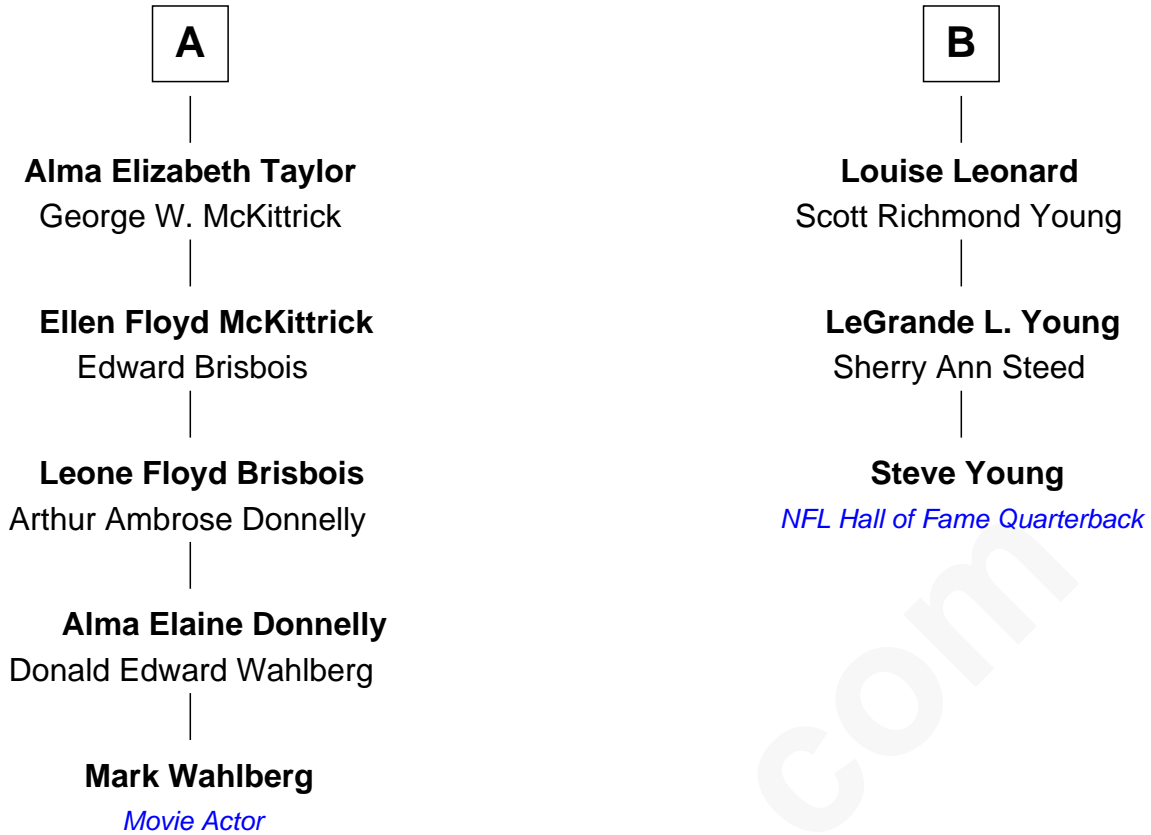 A
Alma Elizabeth Taylor
George W. McKittrick
Ellen Floyd McKittrick
Edward Brisbois
Leone Floyd Brisbois
Arthur Ambrose Donnelly
Alma Elaine Donnelly
Donald Edward Wahlberg
Mark Wahlberg
Movie Actor
B
Louise Leonard
Scott Richmond Young
LeGrande L. Young
Sherry Ann Steed
Steve Young
NFL Hall of Fame Quarterback
com